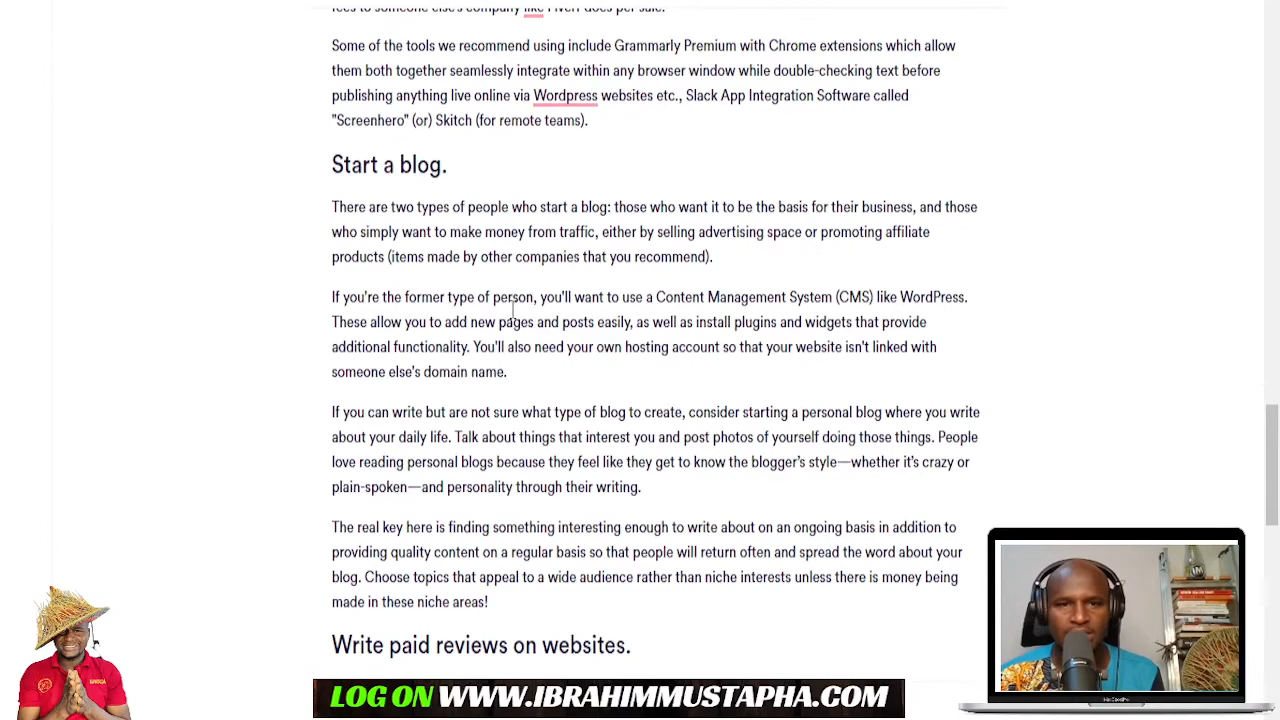 fees to someone else's company like Fiverr does per sale.
Some of the tools we recommend using include Grammarly Premium with Chrome extensions which allow
them both together seamlessly integrate within any browser window while double-checking text before
publishing anything live online via Wordpress websites etc., Slack App Integration Software called
"Screenhero" (or) Skitch (for remote teams).
Start a blog.
There are two types of people who start a blog: those who want it to be the basis for their business, and those
who simply want to make money from traffic, either by selling advertising space or promoting affiliate
products (items made by other companies that you recommend).
If you're the former type of person, you'll want to use a Content Management System (CMS) like WordPress.
These allow you to add new pages and posts easily, as well as install plugins and widgets that provide
additional functionality. You'll also need your own hosting account so that your website isn't linked with
someone else's domain name.
If you can write but are not sure what type of blog to create, consider starting a personal blog where you write
about your daily life. Talk about things that interest you and post photos of yourself doing those things. People
love reading personal blogs because they feel like they get to know the blogger’s style—whether it’s crazy or
plain-spoken—and personality through their writing.
The real key here is finding something interesting enough to write about on an ongoing basis in addition to
providing quality content on a regular basis so that people will return often and spread the word about your
blog. Choose topics that appeal to a wide audience rather than niche interests unless there is money being
made in these niche areas!
Write paid reviews on websites.
LOG ON WWW.IBRAHIMMUSTAPHA.COM